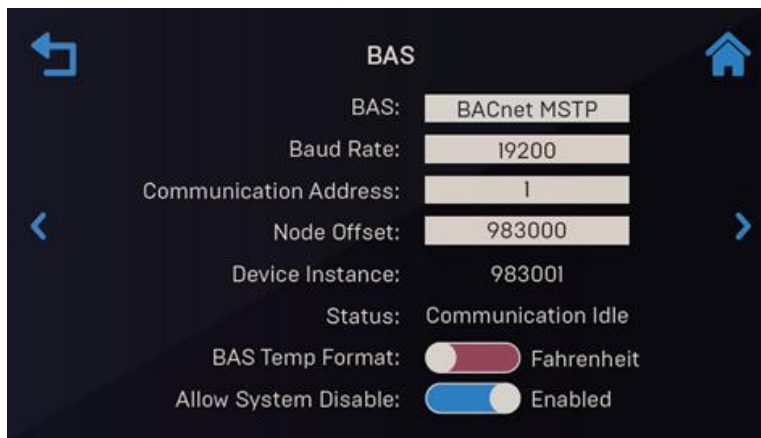 BAS
BAS: BACnet MSTP
Baud Rate: 19200
Communication Address: 1
Node Offset: 983000
Device Instance: 983001
Status: Communication Idle
BAS Temp Format: Fahrenheit
Allow System Disable: Enabled